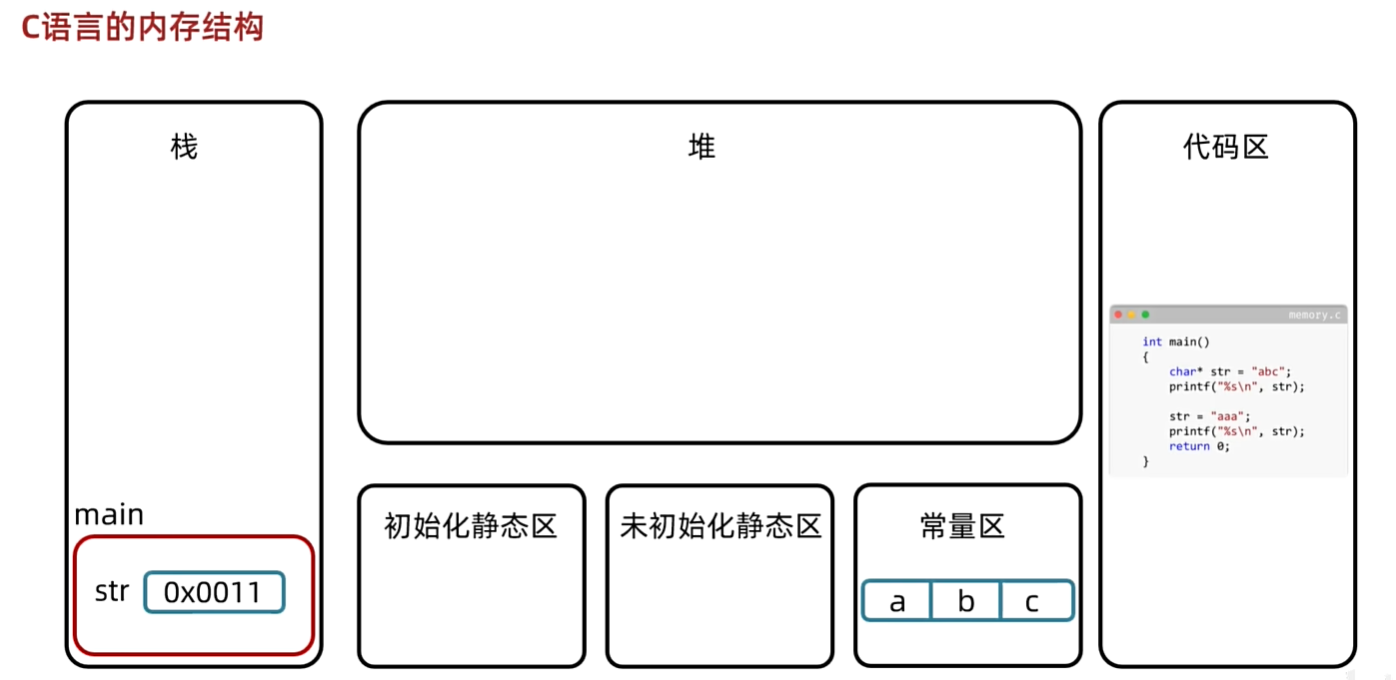 C语言的内存结构
栈
堆
代码区
memory.c
int main()
{
char* str = "abc";
printf("%s\n", str);
str = "aaa";
printf("%s\n", str);
return 0;
}
main
str 0x0011
初始化静态区
未初始化静态区
常量区
a b c